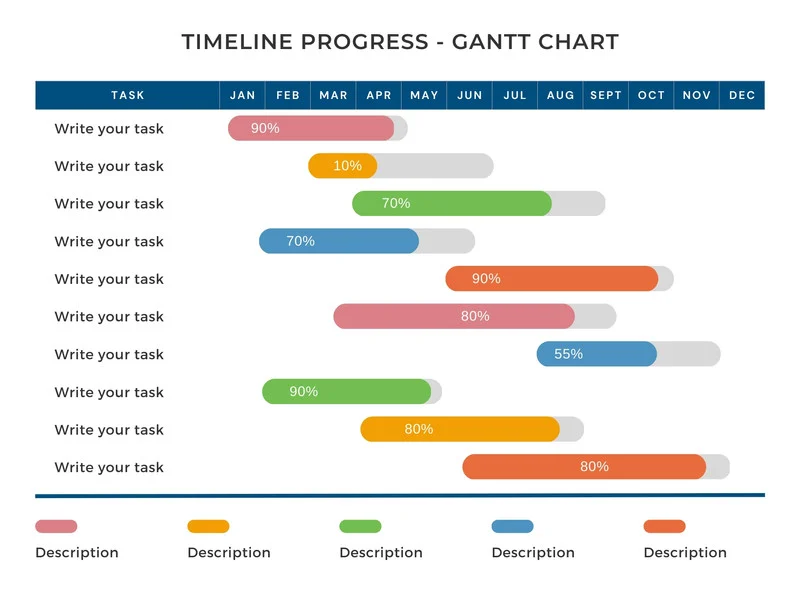 TIMELINE PROGRESS - GANTT CHART
TASK JAN FEB MAR APR MAY JUN JUL AUG SEPT OCT NOV DEC
Write your task 90%
Write your task 10%
Write your task 70%
Write your task 70%
Write your task 90%
Write your task 80%
Write your task 55%
Write your task 90%
Write your task 80%
Write your task 80%
Description Description Description Description Description